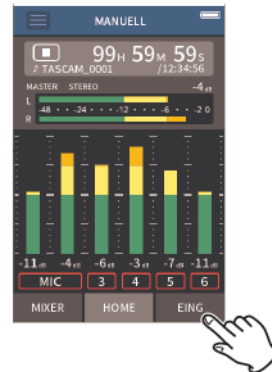 MANUELL
99H 59M 59S
♪ TASCAM_0001 /12:34:56
MASTER STEREO -4dB
L -48 -24 -12 -6 -2 0
R
-11dB -4dB -6dB -3dB -7dB -11dB
MIC 3 4 5 6
MIXER HOME EING